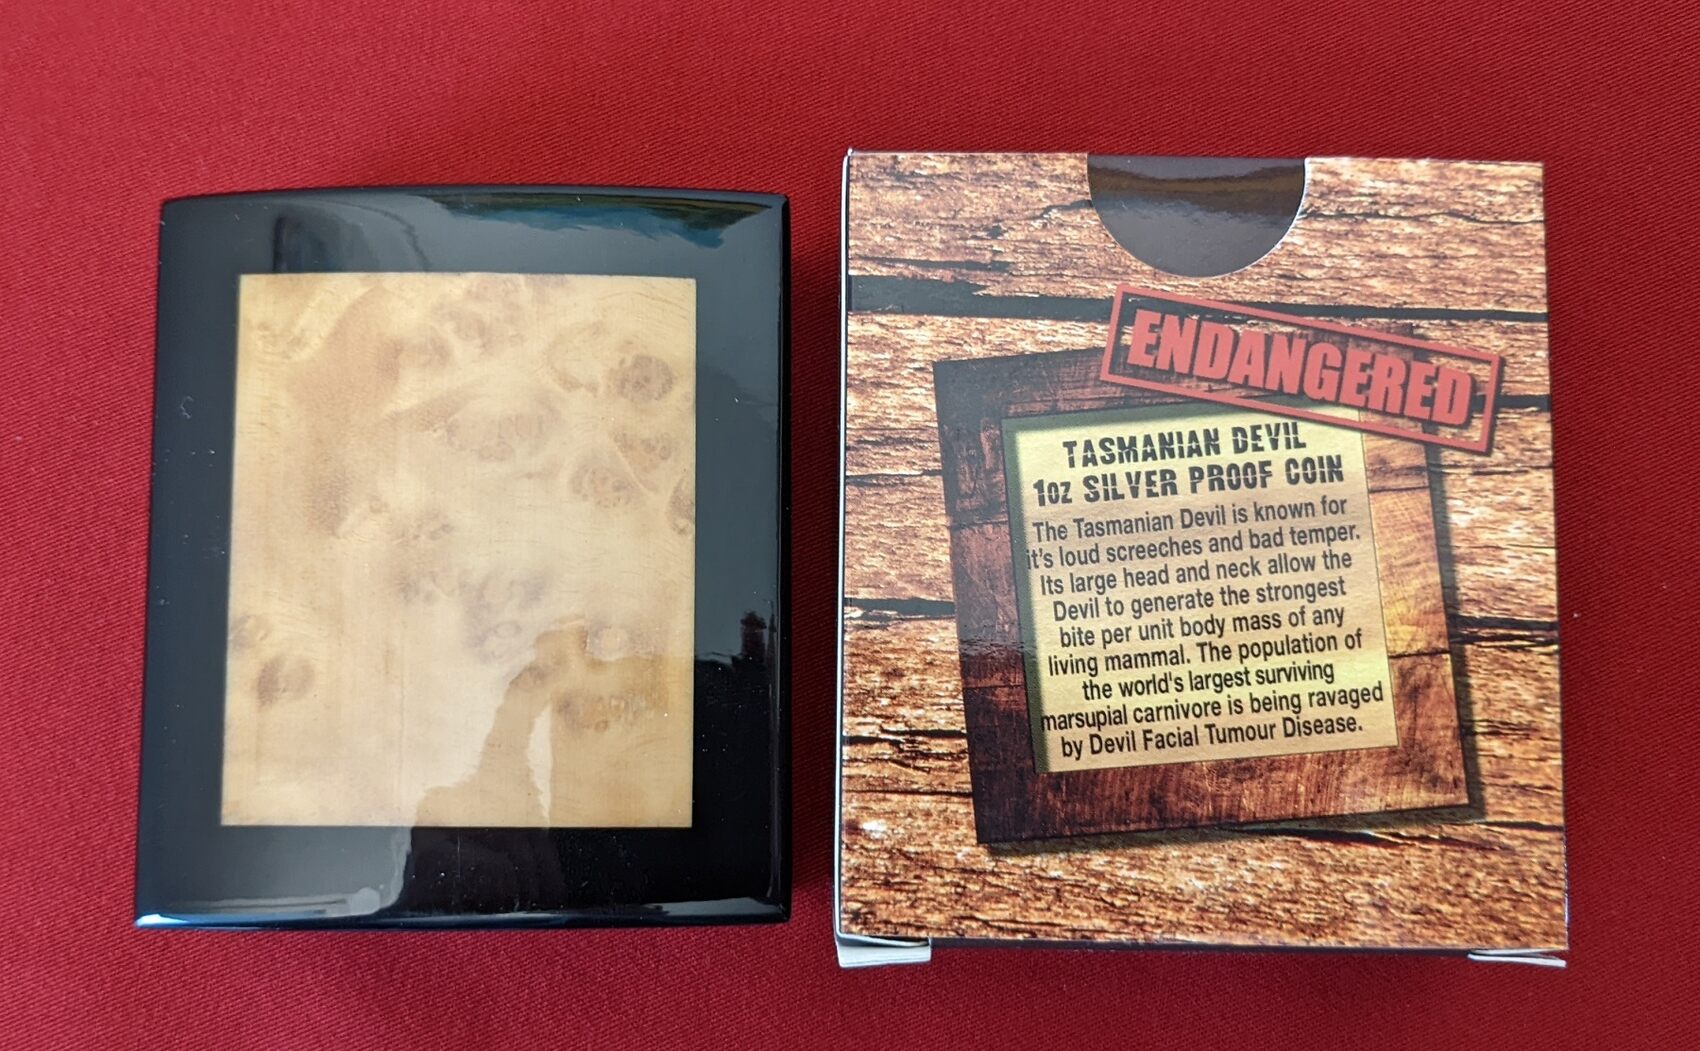 ENDANGERED
TASMANIAN DEVIL
1oz SILVER PROOF COIN
The Tasmanian Devil is known for
it's loud screeches and bad temper.
Its large head and neck allow the
Devil to generate the strongest
bite per unit body mass of any
living mammal. The population of
the world's largest surviving
marsupial carnivore is being ravaged
by Devil Facial Tumour Disease.